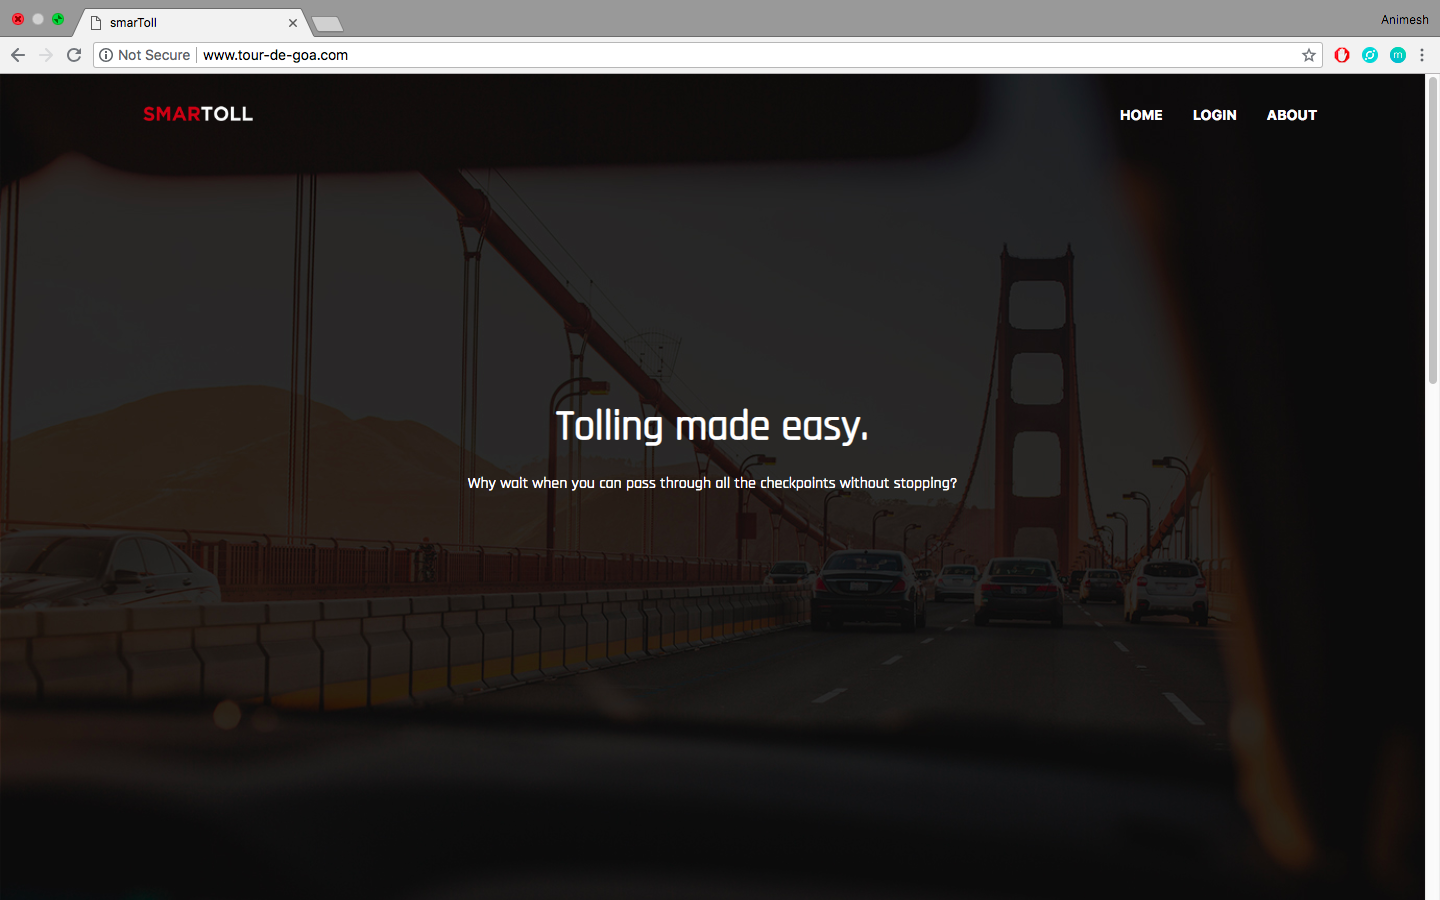 smarToll
Animesh
Not Secure
www.tour-de-goa.com
m
SMARTOLL
HOME
LOGIN
ABOUT
Tolling made easy.
Why wait when you can pass through all the checkpoints without stopping?